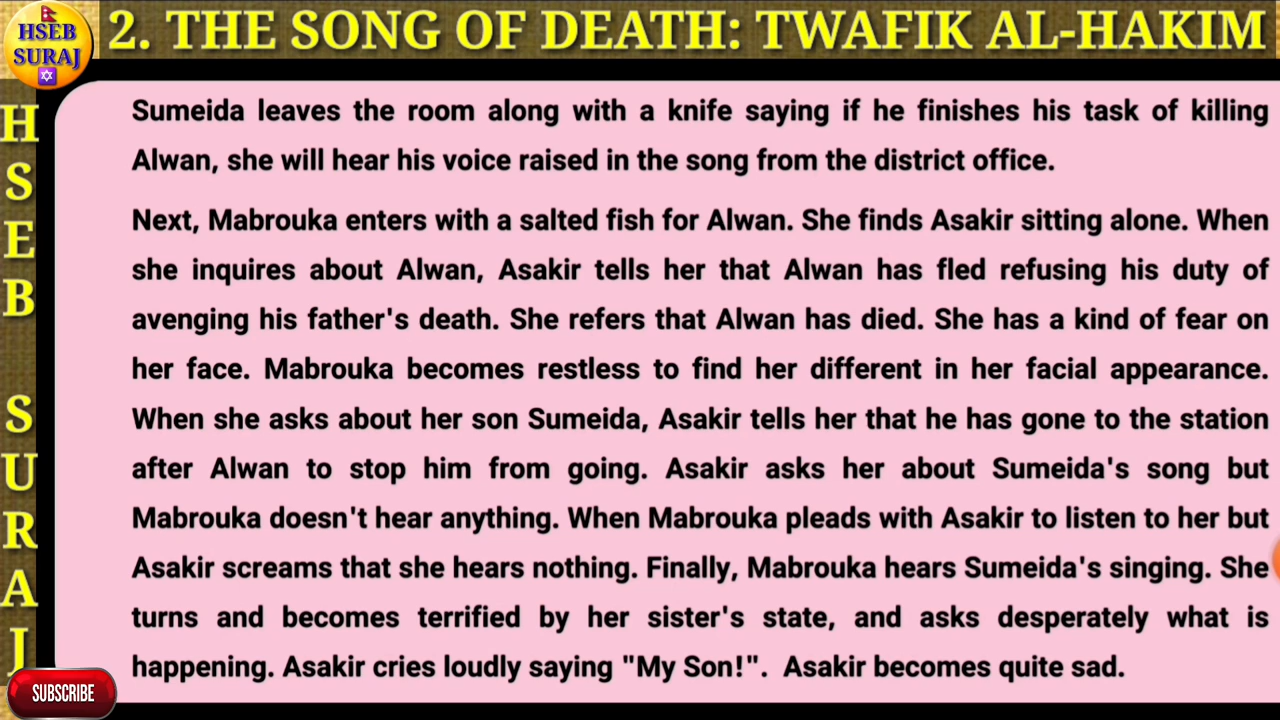 HSEB
SURAJ
2. THE SONG OF DEATH: TWAFIK AL-HAKIM
HSEB SURAJ
Sumeida leaves the room along with a knife saying if he finishes his task of killing
Alwan, she will hear his voice raised in the song from the district office.
Next, Mabrouka enters with a salted fish for Alwan. She finds Asakir sitting alone. When
she inquires about Alwan, Asakir tells her that Alwan has fled refusing his duty of
avenging his father's death. She refers that Alwan has died. She has a kind of fear on
her face. Mabrouka becomes restless to find her different in her facial appearance.
When she asks about her son Sumeida, Asakir tells her that he has gone to the station
after Alwan to stop him from going. Asakir asks her about Sumeida's song but
Mabrouka doesn't hear anything. When Mabrouka pleads with Asakir to listen to her but
Asakir screams that she hears nothing. Finally, Mabrouka hears Sumeida's singing. She
turns and becomes terrified by her sister's state, and asks desperately what is
happening. Asakir cries loudly saying "My Son!". Asakir becomes quite sad.
SUBSCRIBE